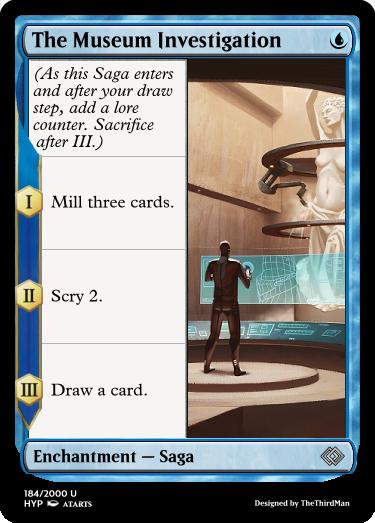 The Museum Investigation
(As this Saga enters
and after your draw
step, add a lore
counter. Sacrifice
after III.)
I Mill three cards.
II Scry 2.
III Draw a card.
Enchantment — Saga
184/2000 U
HYP ATARTS
Designed by TheThirdMan